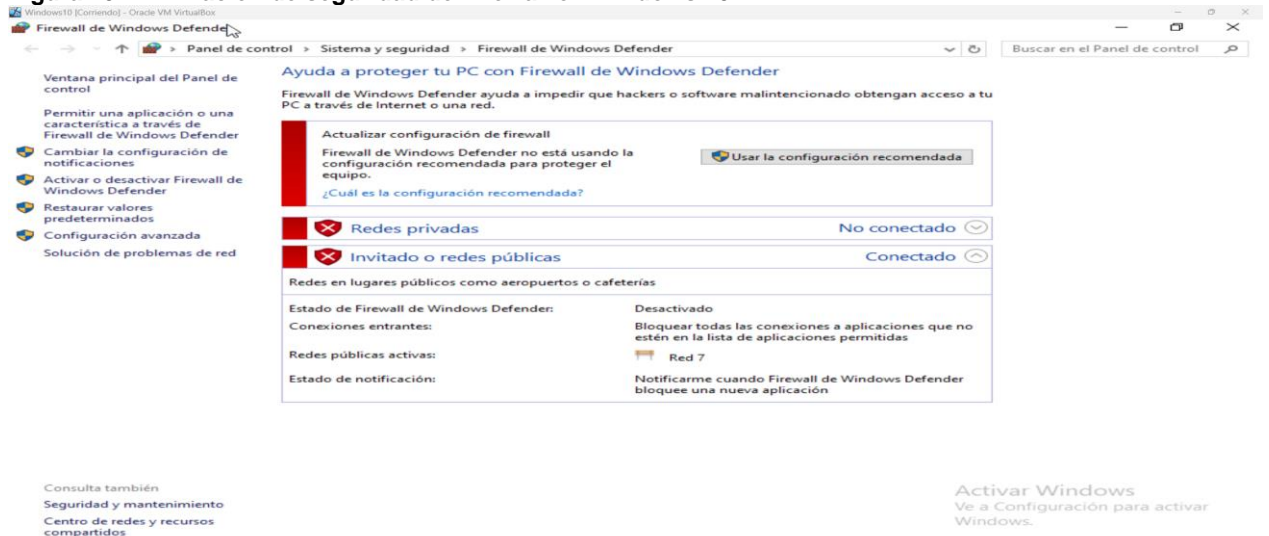 Windows10 [Corriendo] - Oracle VM VirtualBox
Firewall de Windows Defender
Panel de control > Sistema y seguridad > Firewall de Windows Defender
Buscar en el Panel de control
Ventana principal del Panel de
control
Permitir una aplicación o una
característica a través de
Firewall de Windows Defender
Cambiar la configuración de
notificaciones
Activar o desactivar Firewall de
Windows Defender
Restaurar valores
predeterminados
Configuración avanzada
Solución de problemas de red
Ayuda a proteger tu PC con Firewall de Windows Defender
Firewall de Windows Defender ayuda a impedir que hackers o software malintencionado obtengan acceso a tu
PC a través de Internet o una red.
Actualizar configuración de firewall
Firewall de Windows Defender no está usando la
configuración recomendada para proteger el
equipo.
Usar la configuración recomendada
¿Cuál es la configuración recomendada?
Redes privadas No conectado
Invitado o redes públicas Conectado
Redes en lugares públicos como aeropuertos o cafeterías
Estado de Firewall de Windows Defender: Desactivado
Conexiones entrantes: Bloquear todas las conexiones a aplicaciones que no
estén en la lista de aplicaciones permitidas
Redes públicas activas: Red 7
Estado de notificación: Notificarme cuando Firewall de Windows Defender
bloquee una nueva aplicación
Consulta también
Seguridad y mantenimiento
Centro de redes y recursos
compartidos
Activar Windows
Ve a Configuración para activar
Windows.